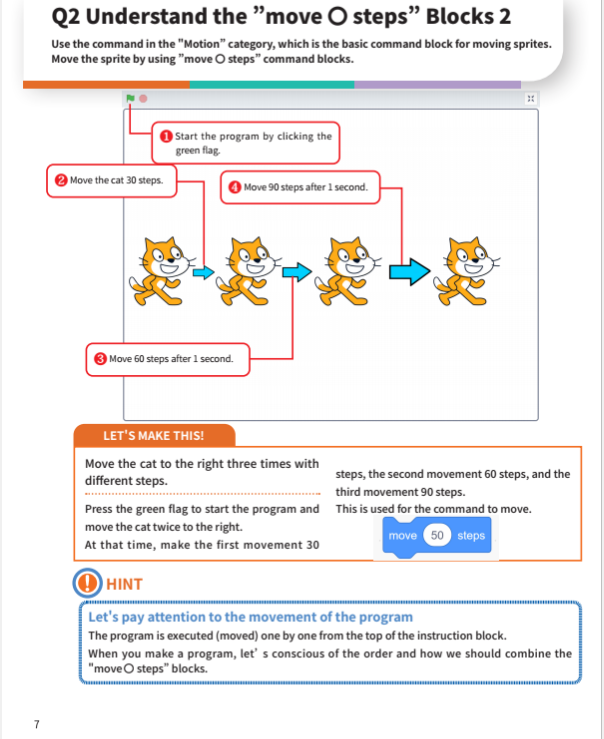 Q2 Understand the ”move O steps” Blocks 2
Use the command in the "Motion" category, which is the basic command block for moving sprites.
Move the sprite by using ”move O steps” command blocks.
1 Start the program by clicking the
green flag.
2 Move the cat 30 steps.
4 Move 90 steps after 1 second.
3 Move 60 steps after 1 second.
LET'S MAKE THIS!
Move the cat to the right three times with
different steps.
Press the green flag to start the program and
move the cat twice to the right.
At that time, make the first movement 30
steps, the second movement 60 steps, and the
third movement 90 steps.
This is used for the command to move.
move 50 steps
! HINT
Let's pay attention to the movement of the program
The program is executed (moved) one by one from the top of the instruction block.
When you make a program, let’ s conscious of the order and how we should combine the
"moveO steps” blocks.
7